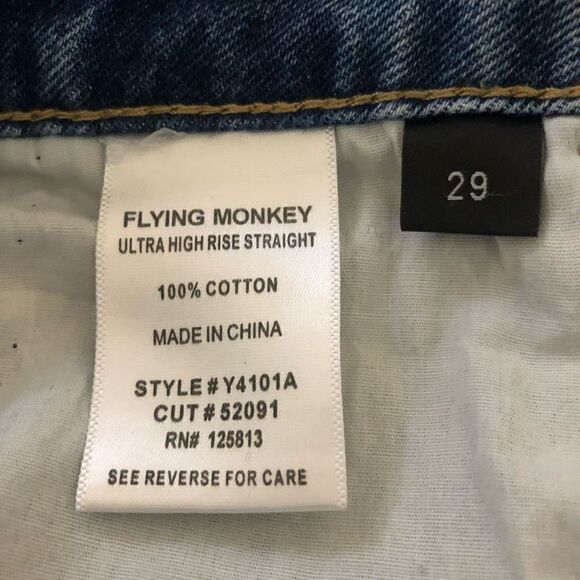 FLYING MONKEY
ULTRA HIGH RISE STRAIGHT
100% COTTON
MADE IN CHINA
STYLE # Y4101A
CUT # 52091
RN# 125813
SEE REVERSE FOR CARE
29